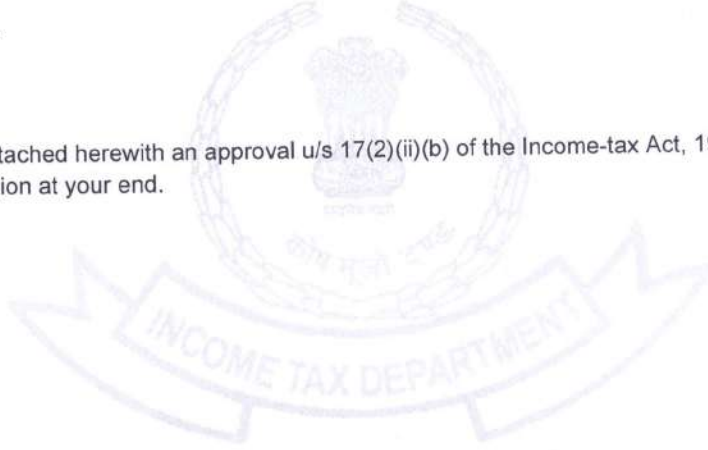 tached herewith an approval u/s 17(2)(ii)(b) of the Income-tax Act, 1
ion at your end.
कोष मूलो दण्डः
INCOME TAX DEPARTMENT